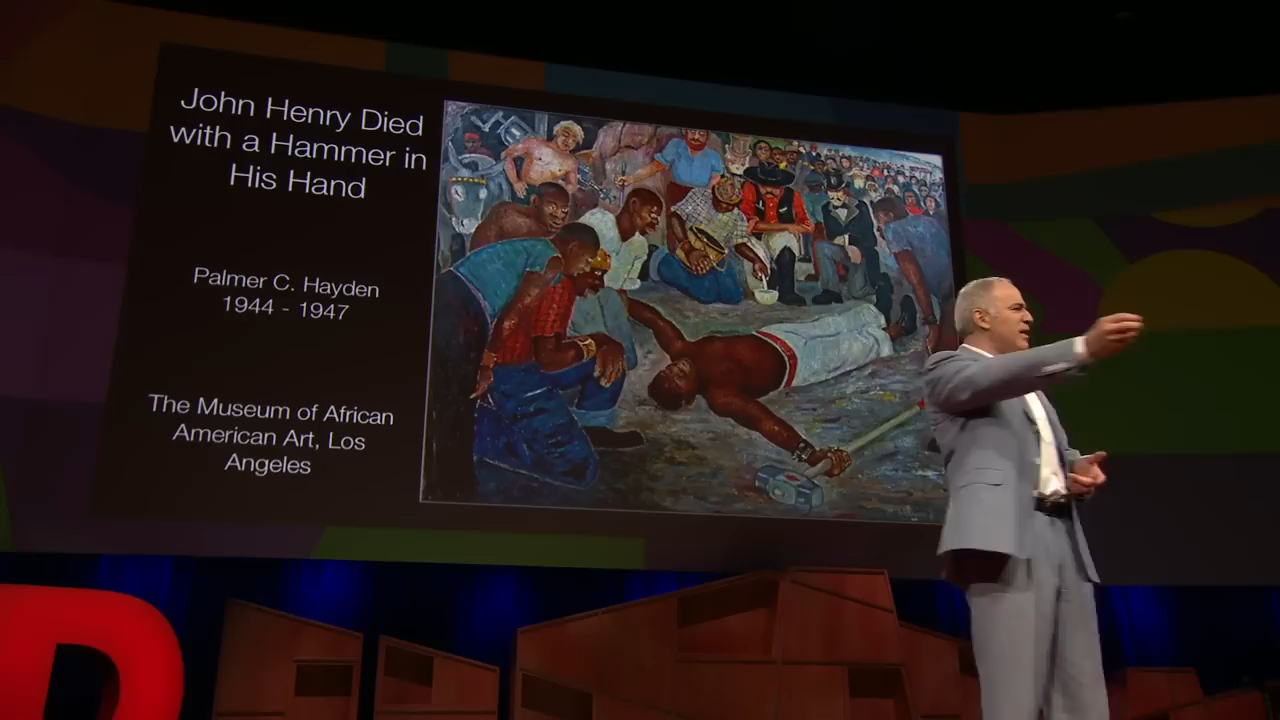 John Henry Died
with a Hammer in
His Hand
Palmer C. Hayden
1944 - 1947
The Museum of African
American Art, Los
Angeles
D